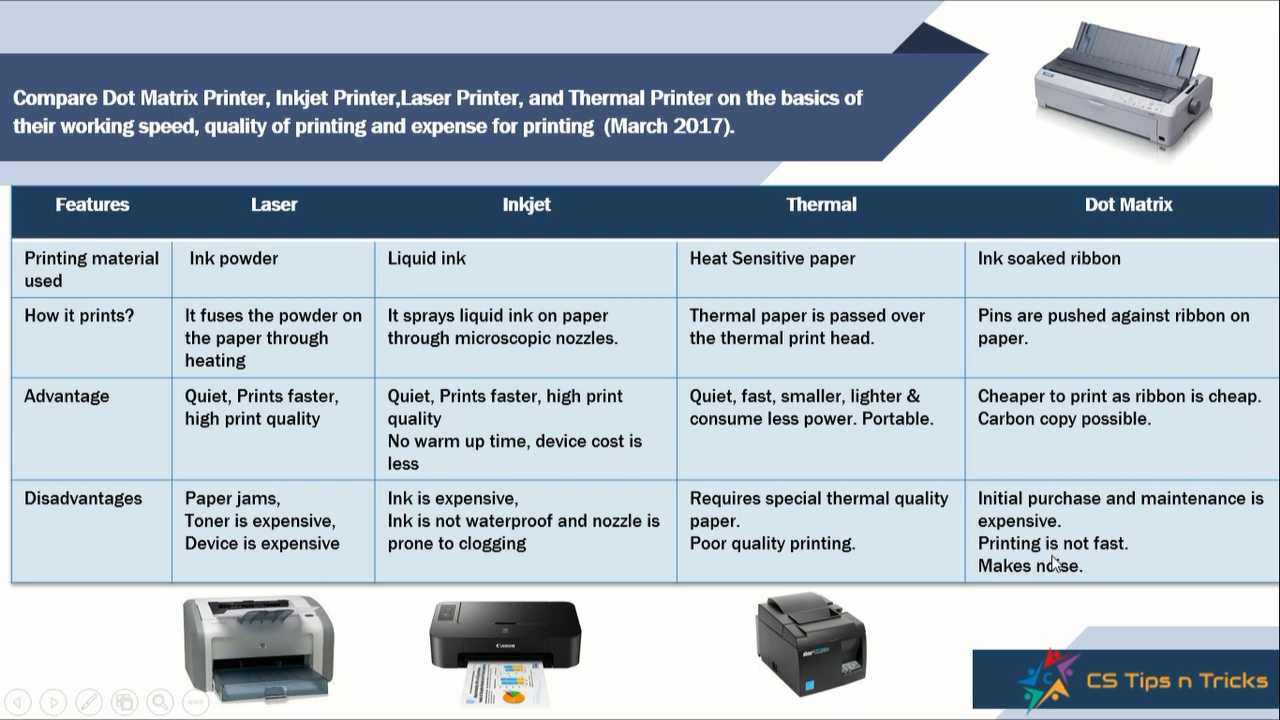 Compare Dot Matrix Printer, Inkjet Printer,Laser Printer, and Thermal Printer on the basics of
their working speed, quality of printing and expense for printing (March 2017).
Features
Laser
Inkjet
Thermal
Dot Matrix
Printing material
used
Ink powder
Liquid ink
Heat Sensitive paper
Ink soaked ribbon
How it prints?
It fuses the powder on
the paper through
heating
It sprays liquid ink on paper
through microscopic nozzles.
Thermal paper is passed over
the thermal print head.
Pins are pushed against ribbon on
paper.
Advantage
Quiet, Prints faster,
high print quality
Quiet, Prints faster, high print
quality
No warm up time, device cost is
less
Quiet, fast, smaller, lighter &
consume less power. Portable.
Cheaper to print as ribbon is cheap.
Carbon copy possible.
Disadvantages
Paper jams,
Toner is expensive,
Device is expensive
Ink is expensive,
Ink is not waterproof and nozzle is
prone to clogging
Requires special thermal quality
paper.
Poor quality printing.
Initial purchase and maintenance is
expensive.
Printing is not fast.
Makes noise.
Canon
CS Tips n Tricks